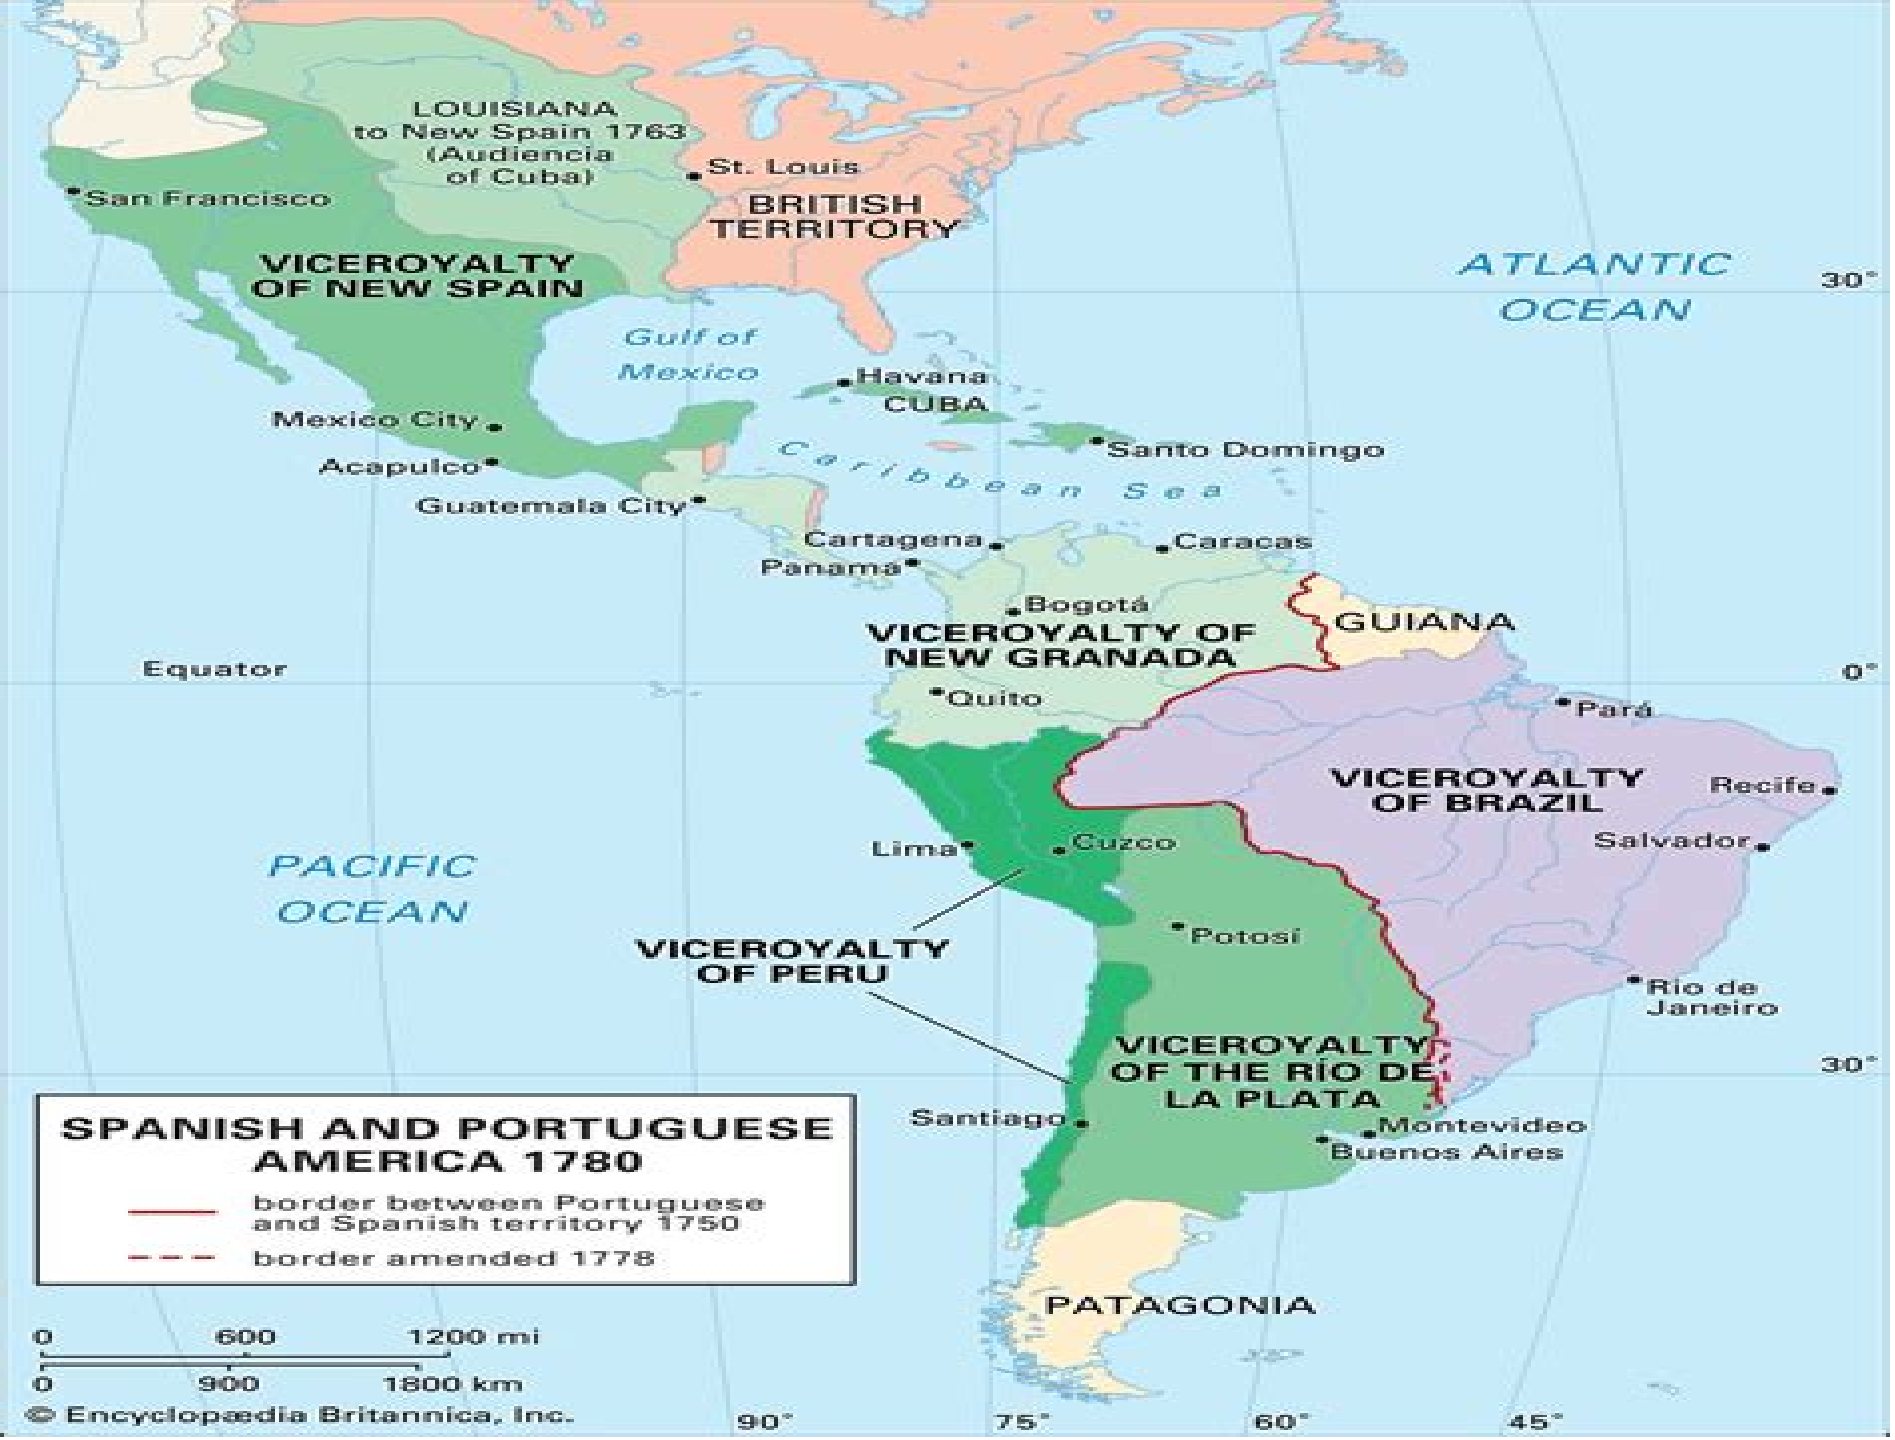 LOUISIANA
to New Spain 1763
(Audiencia
of Cuba)
St. Louis
San Francisco
BRITISH
TERRITORY
VICEROYALTY
OF NEW SPAIN
ATLANTIC
OCEAN
30°
Gulf of
Mexico
Havana
CUBA
Mexico City
Acapulco
Santo Domingo
Caribbean Sea
Guatemala City
Cartagena
Caracas
Panamá
Bogotá
GUIANA
VICEROYALTY OF
NEW GRANADA
Equator
0°
Quito
Pará
VICEROYALTY
OF BRAZIL
Recife
Lima
Cuzco
Salvador
PACIFIC
OCEAN
VICEROYALTY
OF PERU
Potosí
Rio de
Janeiro
VICEROYALTY
OF THE RÍO DE
LA PLATA
30°
Santiago
Montevideo
Buenos Aires
SPANISH AND PORTUGUESE
AMERICA 1780
border between Portuguese
and Spanish territory 1750
border amended 1778
PATAGONIA
0 600 1200 mi
0 900 1800 km
© Encyclopædia Britannica, Inc.
90° 75° 60° 45°